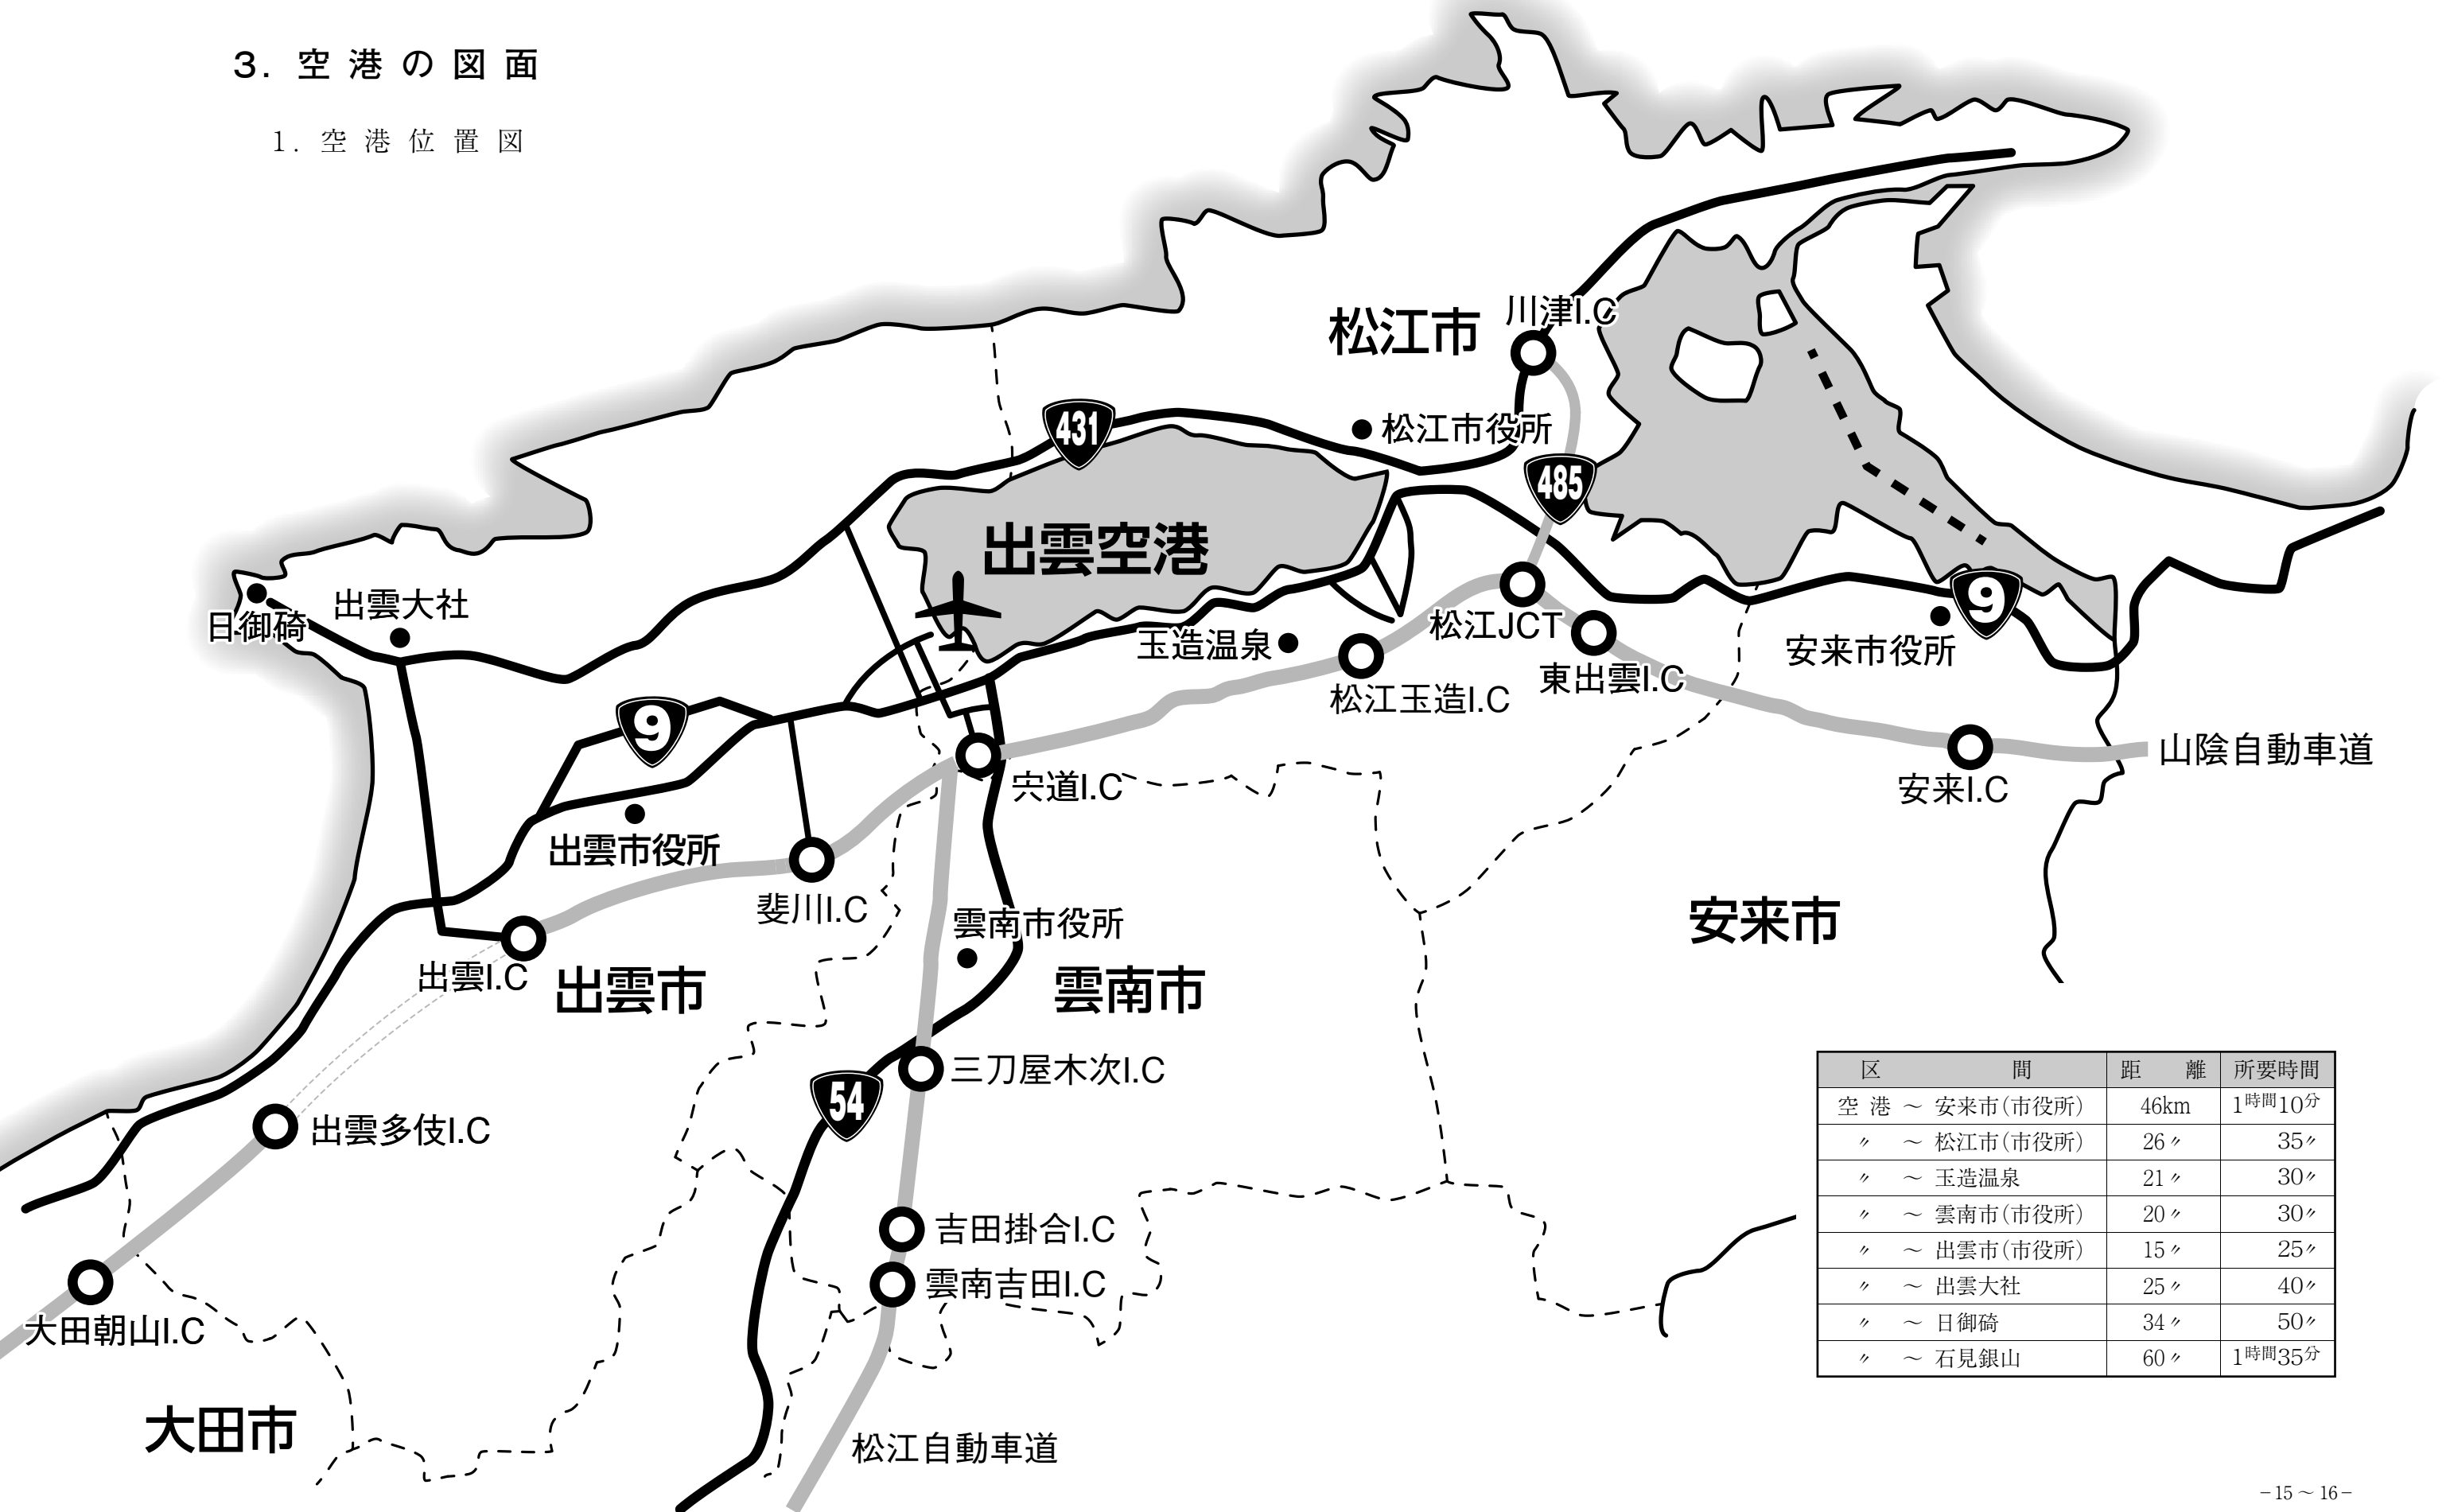 3. 空港の図面
1. 空港位置図
川津I.C
松江市
431
松江市役所
485
出雲空港
日御碕
出雲大社
9
松江JCT
玉造温泉
安来市役所
東出雲I.C
松江玉造I.C
9
山陰自動車道
宍道I.C
安来I.C
出雲市役所
斐川I.C
雲南市役所
安来市
出雲I.C
出雲市
雲南市
三刀屋木次I.C
54
出雲多伎I.C
吉田掛合I.C
雲南吉田I.C
大田朝山I.C
大田市
松江自動車道
区間 距離 所要時間
空港 ～ 安来市(市役所) 46km 1時間10分
〃 ～ 松江市(市役所) 26〃 35〃
〃 ～ 玉造温泉 21〃 30〃
〃 ～ 雲南市(市役所) 20〃 30〃
〃 ～ 出雲市(市役所) 15〃 25〃
〃 ～ 出雲大社 25〃 40〃
〃 ～ 日御碕 34〃 50〃
〃 ～ 石見銀山 60〃 1時間35分
−15～16−